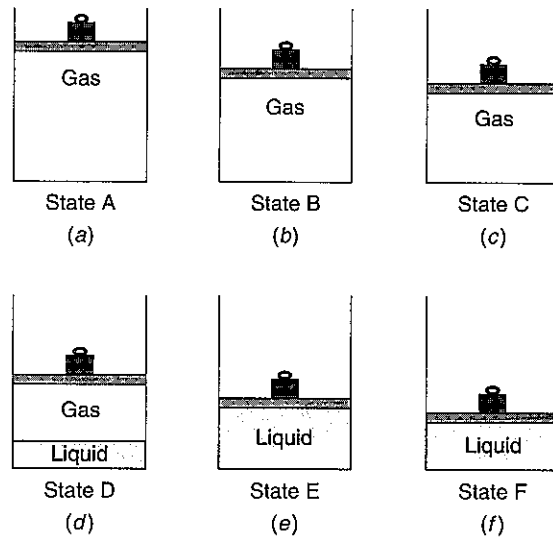 Gas
State A
(a)
Gas
State B
(b)
Gas
State C
(c)
Gas
Liquid
State D
(d)
Liquid
State E
(e)
Liquid
State F
(f)